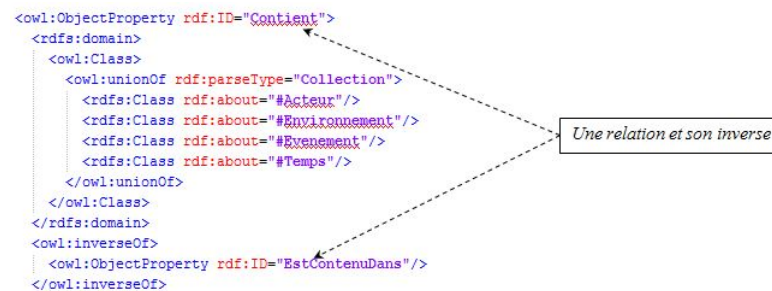 <owl:ObjectProperty rdf:ID="Contient">
<rdfs:domain>
<owl:Class>
<owl:unionOf rdf:parseType="Collection">
<rdfs:Class rdf:about="#Acteur"/>
<rdfs:Class rdf:about="#Environnement"/>
<rdfs:Class rdf:about="#Evenement"/>
<rdfs:Class rdf:about="#Temps"/>
</owl:unionOf>
</owl:Class>
</rdfs:domain>
<owl:inverseOf>
<owl:ObjectProperty rdf:ID="EstContenuDans"/>
</owl:inverseOf>
Une relation et son inverse